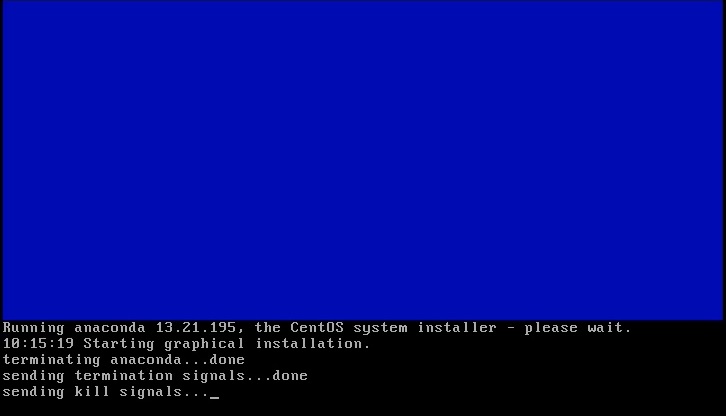 Running anaconda 13.21.195, the CentOS system installer - please wait.
10:15:19 Starting graphical installation.
terminating anaconda...done
sending termination signals...done
sending kill signals..._